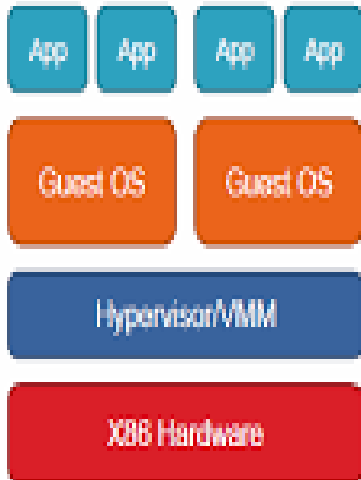 App App App App
Guest OS Guest OS
Hypervisor/VMM
X86 Hardware